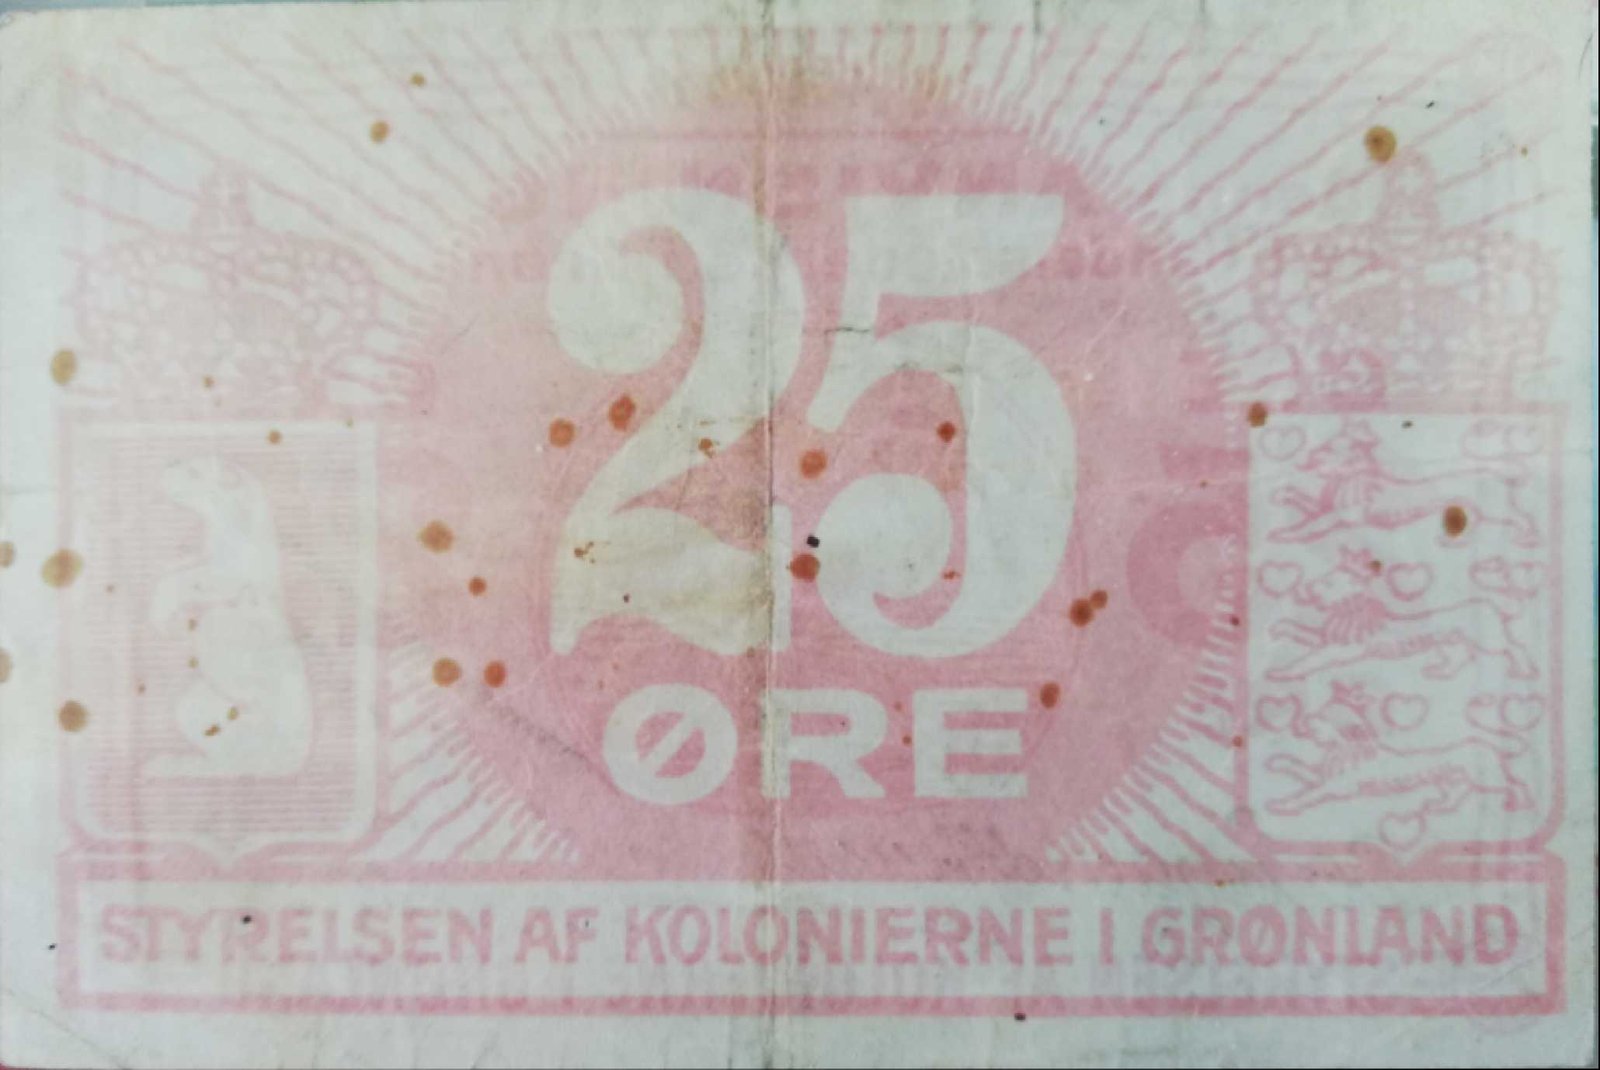 25
ØRE
STYRELSEN AF KOLONIERNE I GRØNLAND